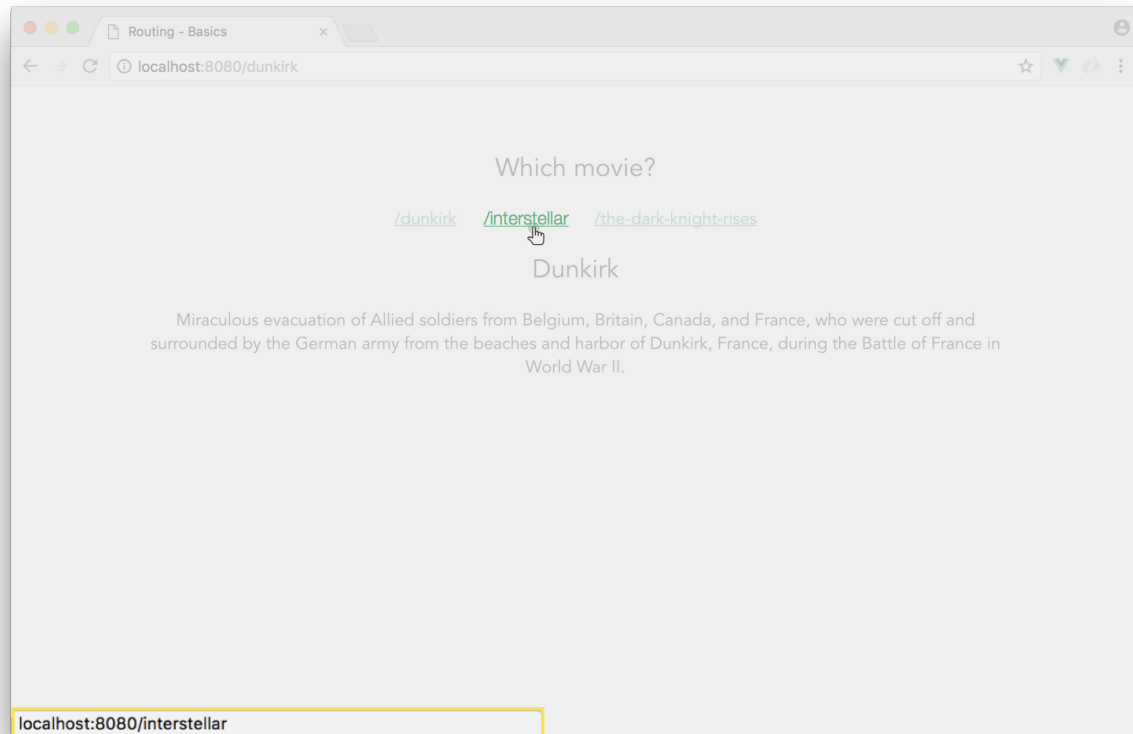 Routing - Basics
localhost:8080/dunkirk
Which movie?
/dunkirk /interstellar /the-dark-knight-rises
Dunkirk
Miraculous evacuation of Allied soldiers from Belgium, Britain, Canada, and France, who were cut off and
surrounded by the German army from the beaches and harbor of Dunkirk, France, during the Battle of France in
World War II.
localhost:8080/interstellar